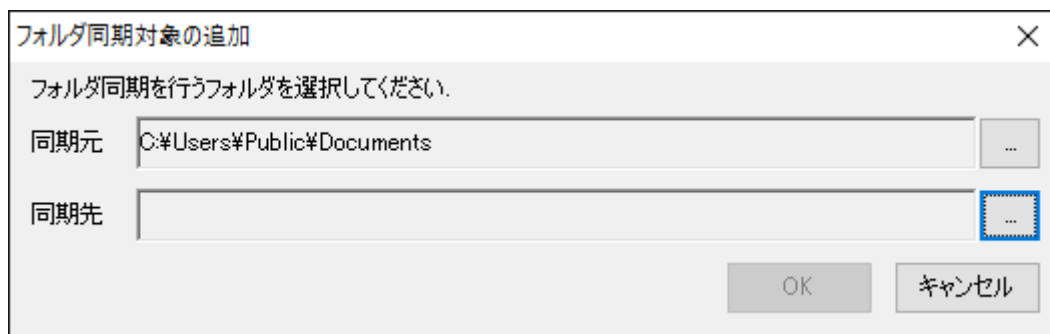 フォルダ同期対象の追加
フォルダ同期を行うフォルダを選択してください.
同期元 C:¥Users¥Public¥Documents ...
同期先 ...
OK キャンセル